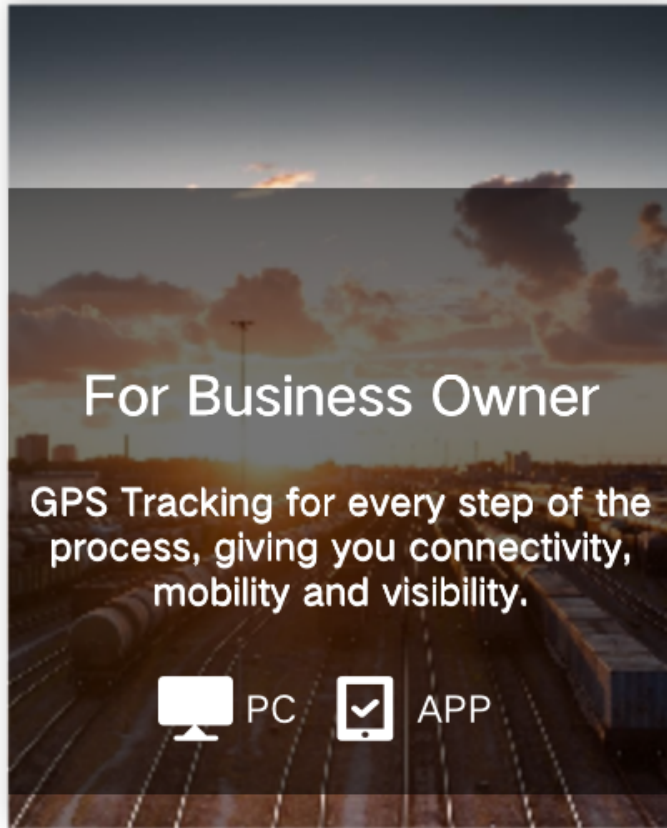 For Business Owner
GPS Tracking for every step of the
process, giving you connectivity,
mobility and visibility.
PC APP